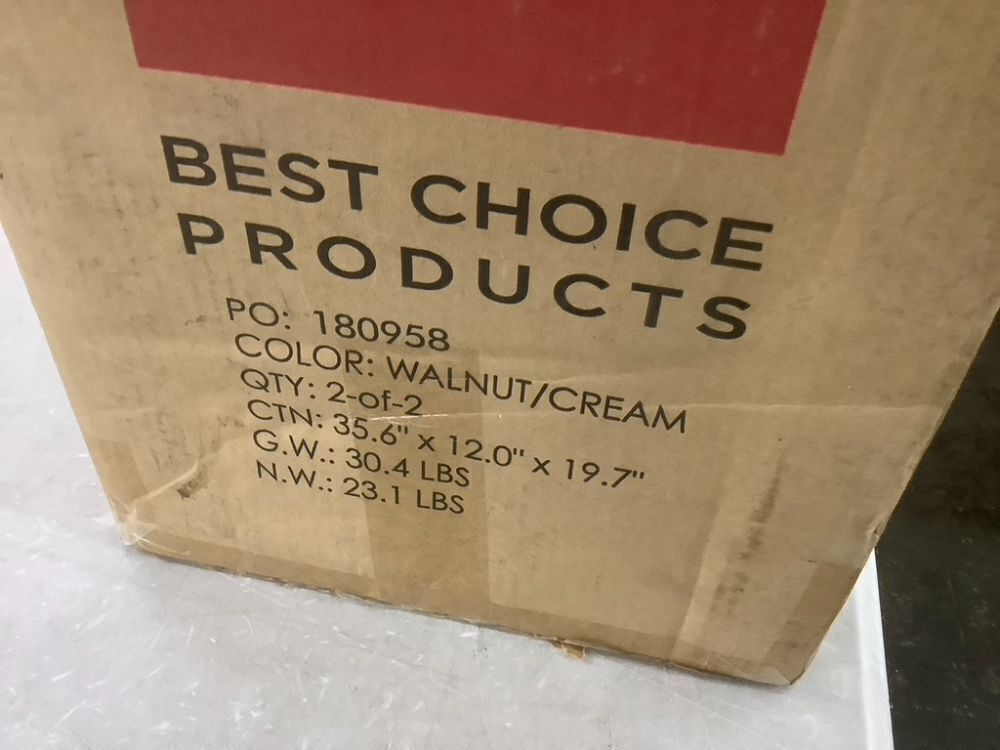 BEST CHOICE
PRODUCTS
PO: 180958
COLOR: WALNUT/CREAM
QTY: 2-of-2
CTN: 35.6" x 12.0" x 19.7"
G.W.: 30.4 LBS
N.W.: 23.1 LBS